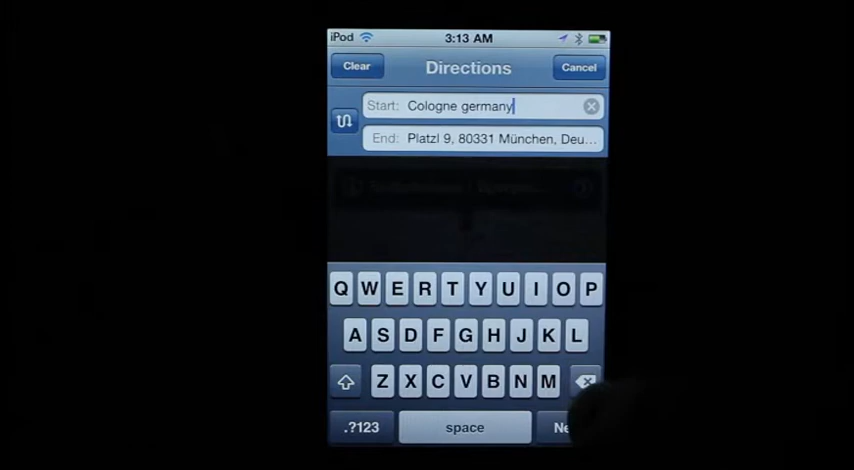 iPod 3:13 AM
Clear Directions Cancel
Start: Cologne germany
End: Platzl 9, 80331 München, Deu...
Q W E R T Y U I O P
A S D F G H J K L
Z X C V B N M
.?123 space